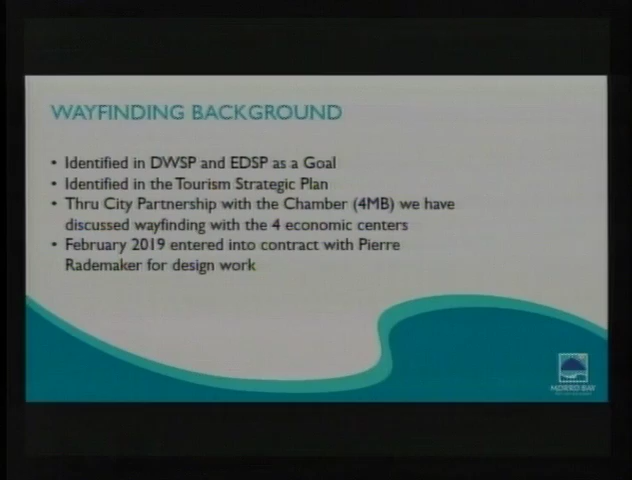 WAYFINDING BACKGROUND
• Identified in DWSP and EDSP as a Goal
• Identified in the Tourism Strategic Plan
• Thru City Partnership with the Chamber (4MB) we have
discussed wayfinding with the 4 economic centers
• February 2019 entered into contract with Pierre
Rademaker for design work
MORRO BAY